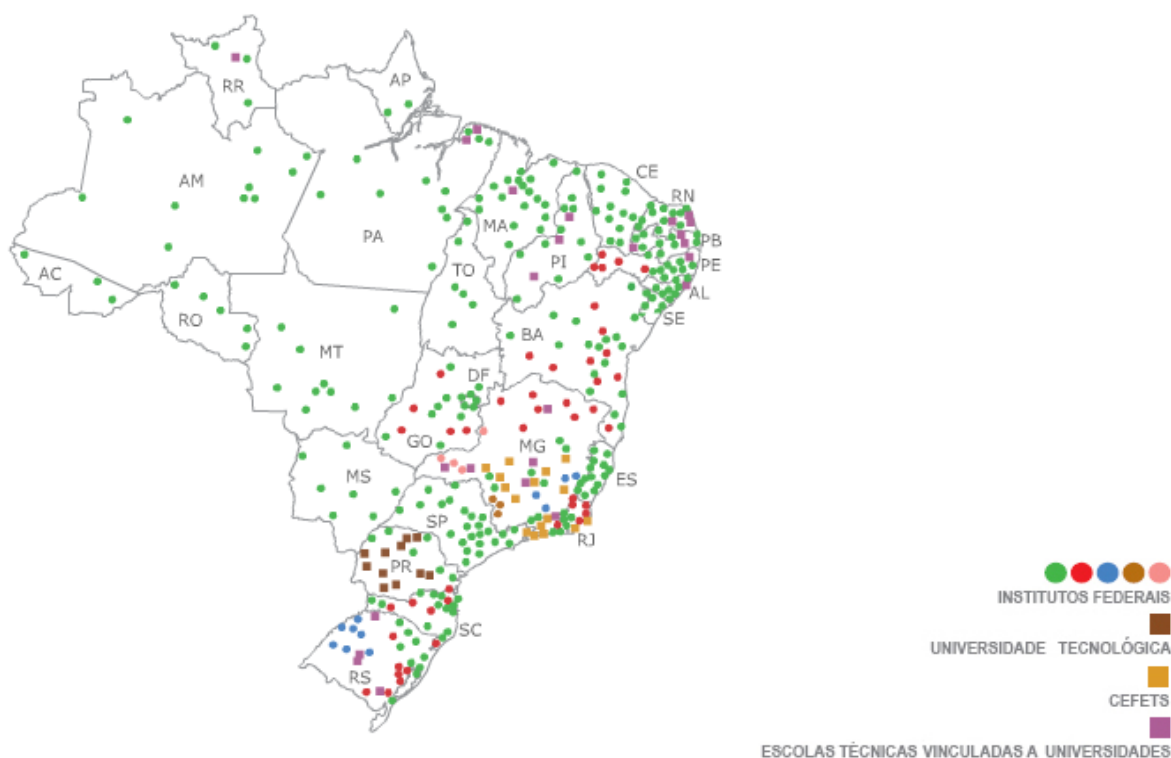 RR
AP
AM
PA
MA
CE
RN
PB
PE
AL
SE
PI
TO
AC
RO
MT
BA
DF
GO
MG
ES
MS
SP
RJ
PR
SC
RS
INSTITUTOS FEDERAIS
UNIVERSIDADE TECNOLÓGICA
CEFETS
ESCOLAS TÉCNICAS VINCULADAS A UNIVERSIDADES